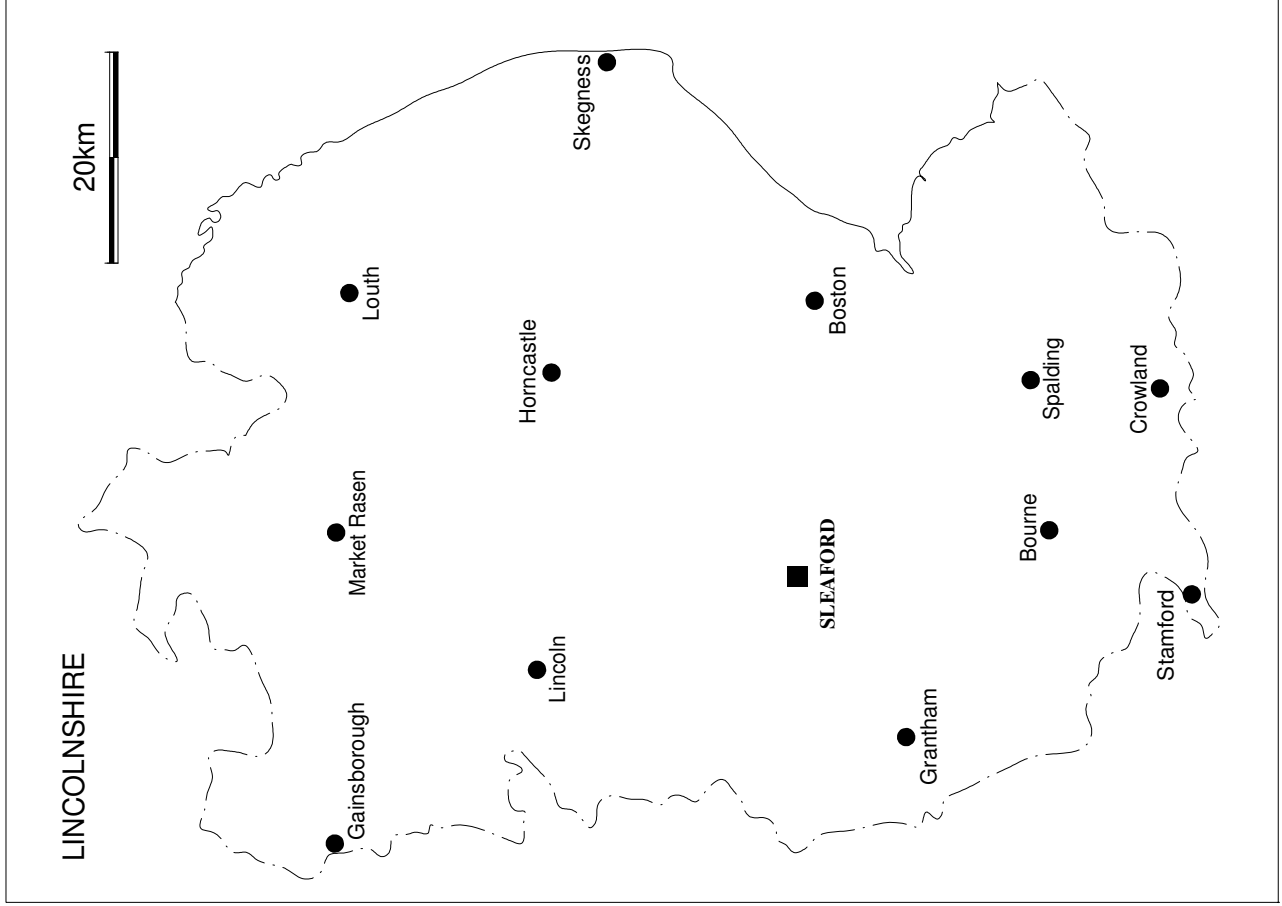 LINCOLNSHIRE
20km
Gainsborough
Market Rasen
Louth
Lincoln
Horncastle
Skegness
SLEAFORD
Boston
Grantham
Bourne
Spalding
Stamford
Crowland